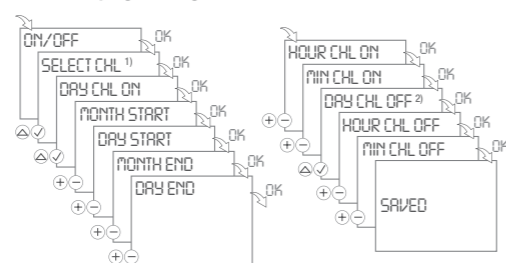 ON/OFF OK
SELECT CHL 1) OK
DAY CHL ON OK
MONTH START OK
DAY START OK
MONTH END OK
DAY END OK
HOUR CHL ON OK
MIN CHL ON OK
DAY CHL OFF 2) OK
HOUR CHL OFF OK
MIN CHL OFF OK
SAVED